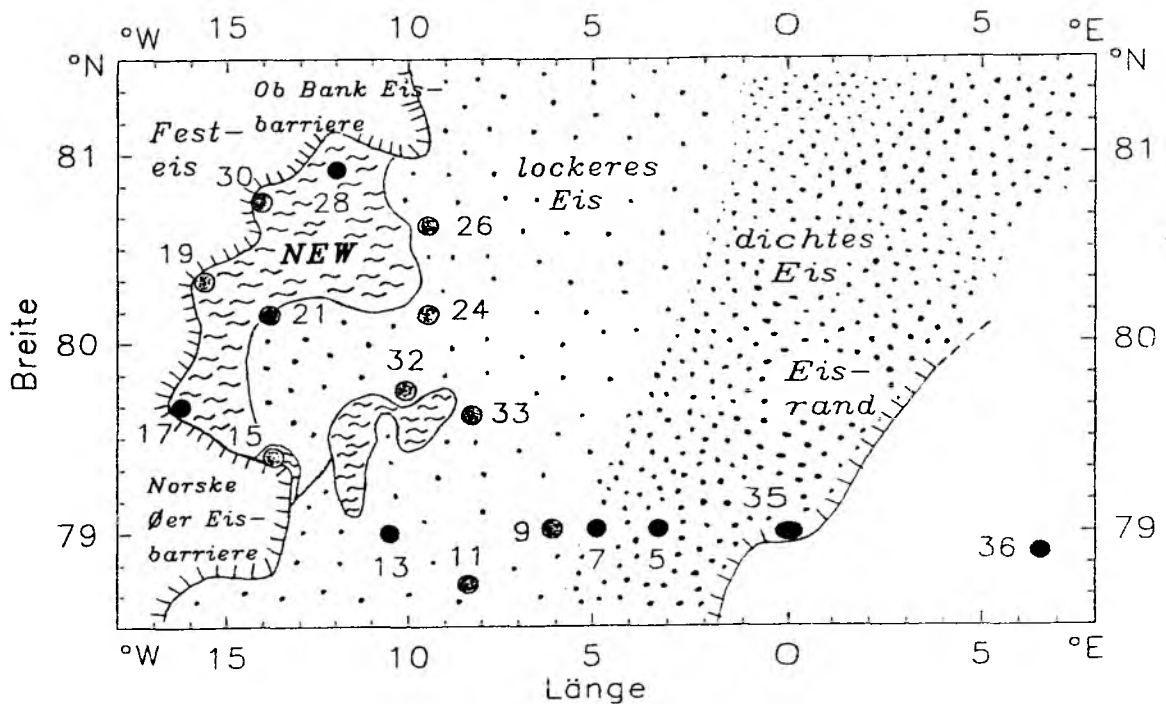 °W 15 10 5 0 5 °E
°N °N
Ob Bank Eis-
barriere
Fest-
eis
81 81
lockeres
Eis
30
28
26
NEW
dichtes
Eis
19
21
24
80 80
32
Eis-
rand
33
17
15
Norske
Øer Eis-
barriere
35
79 79
9
7
5
36
13
11
Breite
°W 15 10 5 0 5 °E
Länge